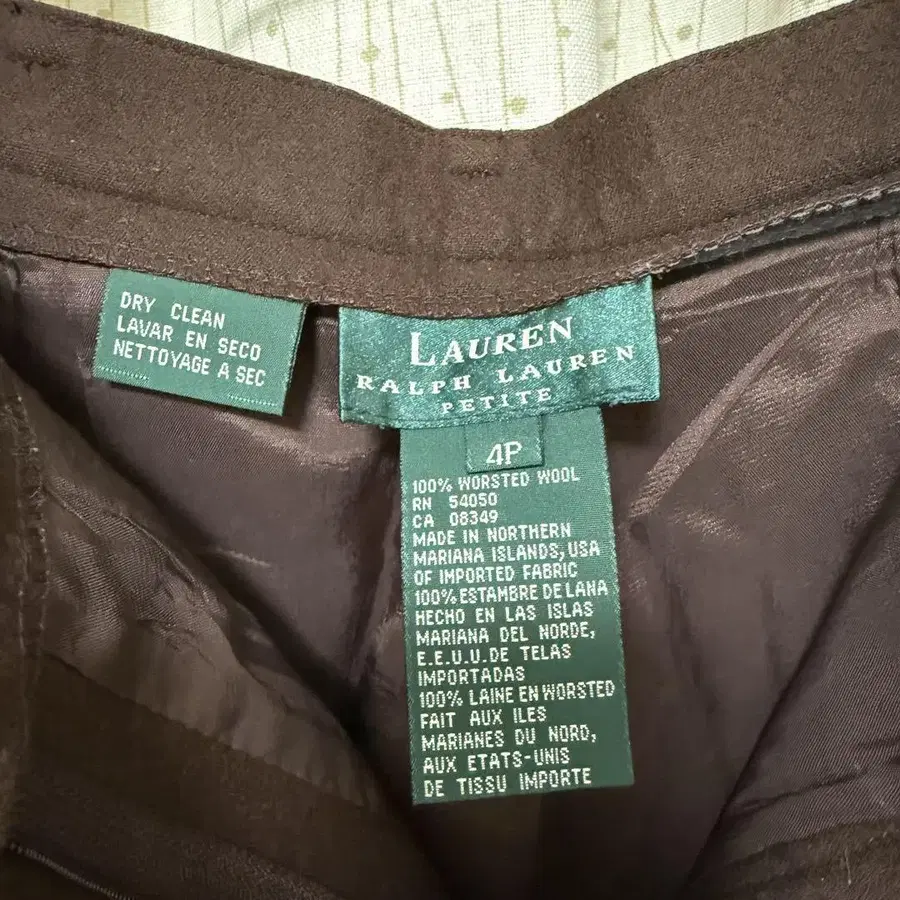 DRY CLEAN
LAVAR EN SECO
NETTOYAGE A SEC
LAUREN
RALPH LAUREN
PETITE
4P
100% WORSTED WOOL
RN 54050
CA 08349
MADE IN NORTHERN
MARIANA ISLANDS, USA
OF IMPORTED FABRIC
100% ESTAMBRE DE LANA
HECHO EN LAS ISLAS
MARIANA DEL NORDE,
E.E.U.U. DE TELAS
IMPORTADAS
100% LAINE EN WORSTED
FAIT AUX ILES
MARIANES DU NORD,
AUX ETATS-UNIS
DE TISSU IMPORTE